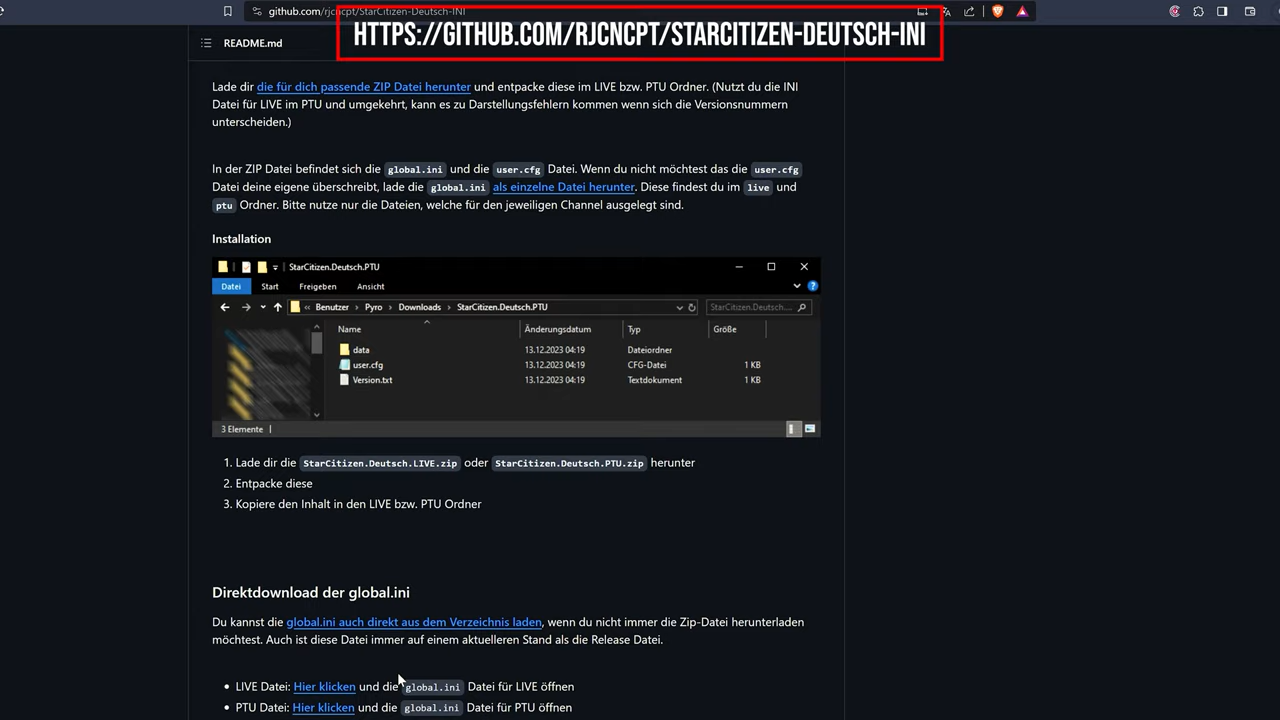 github.com/rjcncpt/StarCitizen-Deutsch-INI
HTTPS://GITHUB.COM/RJCNCPT/STARCITIZEN-DEUTSCH-INI
README.md
Lade dir die für dich passende ZIP Datei herunter und entpacke diese im LIVE bzw. PTU Ordner. (Nutzt du die INI
Datei für LIVE im PTU und umgekehrt, kann es zu Darstellungsfehlern kommen wenn sich die Versionsnummern
unterscheiden.)
In der ZIP Datei befindet sich die global.ini und die user.cfg Datei. Wenn du nicht möchtest das die user.cfg
Datei deine eigene überschreibt, lade die global.ini als einzelne Datei herunter. Diese findest du im live und
ptu Ordner. Bitte nutze nur die Dateien, welche für den jeweiligen Channel ausgelegt sind.
Installation
StarCitizen.Deutsch.PTU
Datei Start Freigeben Ansicht
« Benutzer › Pyro › Downloads › StarCitizen.Deutsch.PTU StarCitizen.Deutsch....
Name Änderungsdatum Typ Größe
data 13.12.2023 04:19 Dateiordner
user.cfg 13.12.2023 04:19 CFG-Datei 1 KB
Version.txt 13.12.2023 04:19 Textdokument 1 KB
3 Elemente
1. Lade dir die StarCitizen.Deutsch.LIVE.zip oder StarCitizen.Deutsch.PTU.zip herunter
2. Entpacke diese
3. Kopiere den Inhalt in den LIVE bzw. PTU Ordner
Direktdownload der global.ini
Du kannst die global.ini auch direkt aus dem Verzeichnis laden, wenn du nicht immer die Zip-Datei herunterladen
möchtest. Auch ist diese Datei immer auf einem aktuelleren Stand als die Release Datei.
• LIVE Datei: Hier klicken und die global.ini Datei für LIVE öffnen
• PTU Datei: Hier klicken und die global.ini Datei für PTU öffnen